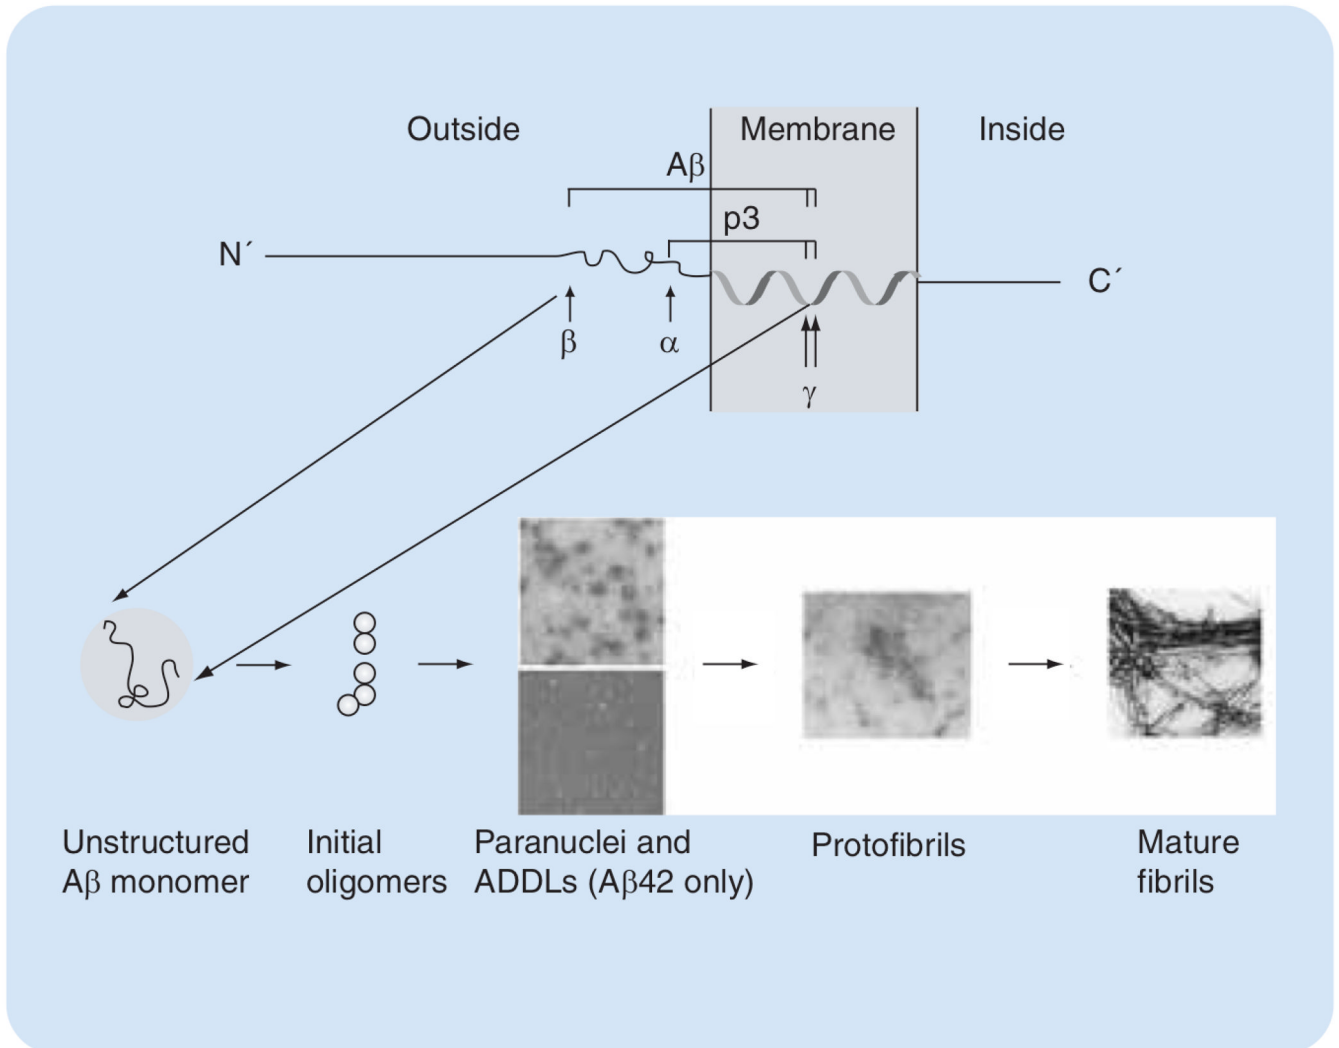 Outside
Membrane
Inside
Aβ
p3
N´
C´
β
α
γ
Unstructured
Aβ monomer
Initial
oligomers
Paranuclei and
ADDLs (Aβ42 only)
Protofibrils
Mature
fibrils